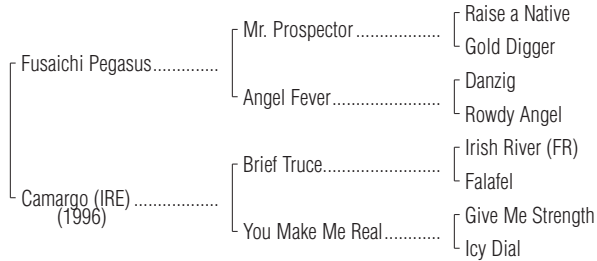 Raise a Native
Mr. Prospector ..................
Gold Digger
Fusaichi Pegasus..............
Danzig
Angel Fever.......................
Rowdy Angel
Irish River (FR)
Brief Truce.........................
Falafel
Camargo (IRE) ..................
(1996)
Give Me Strength
You Make Me Real............
Icy Dial